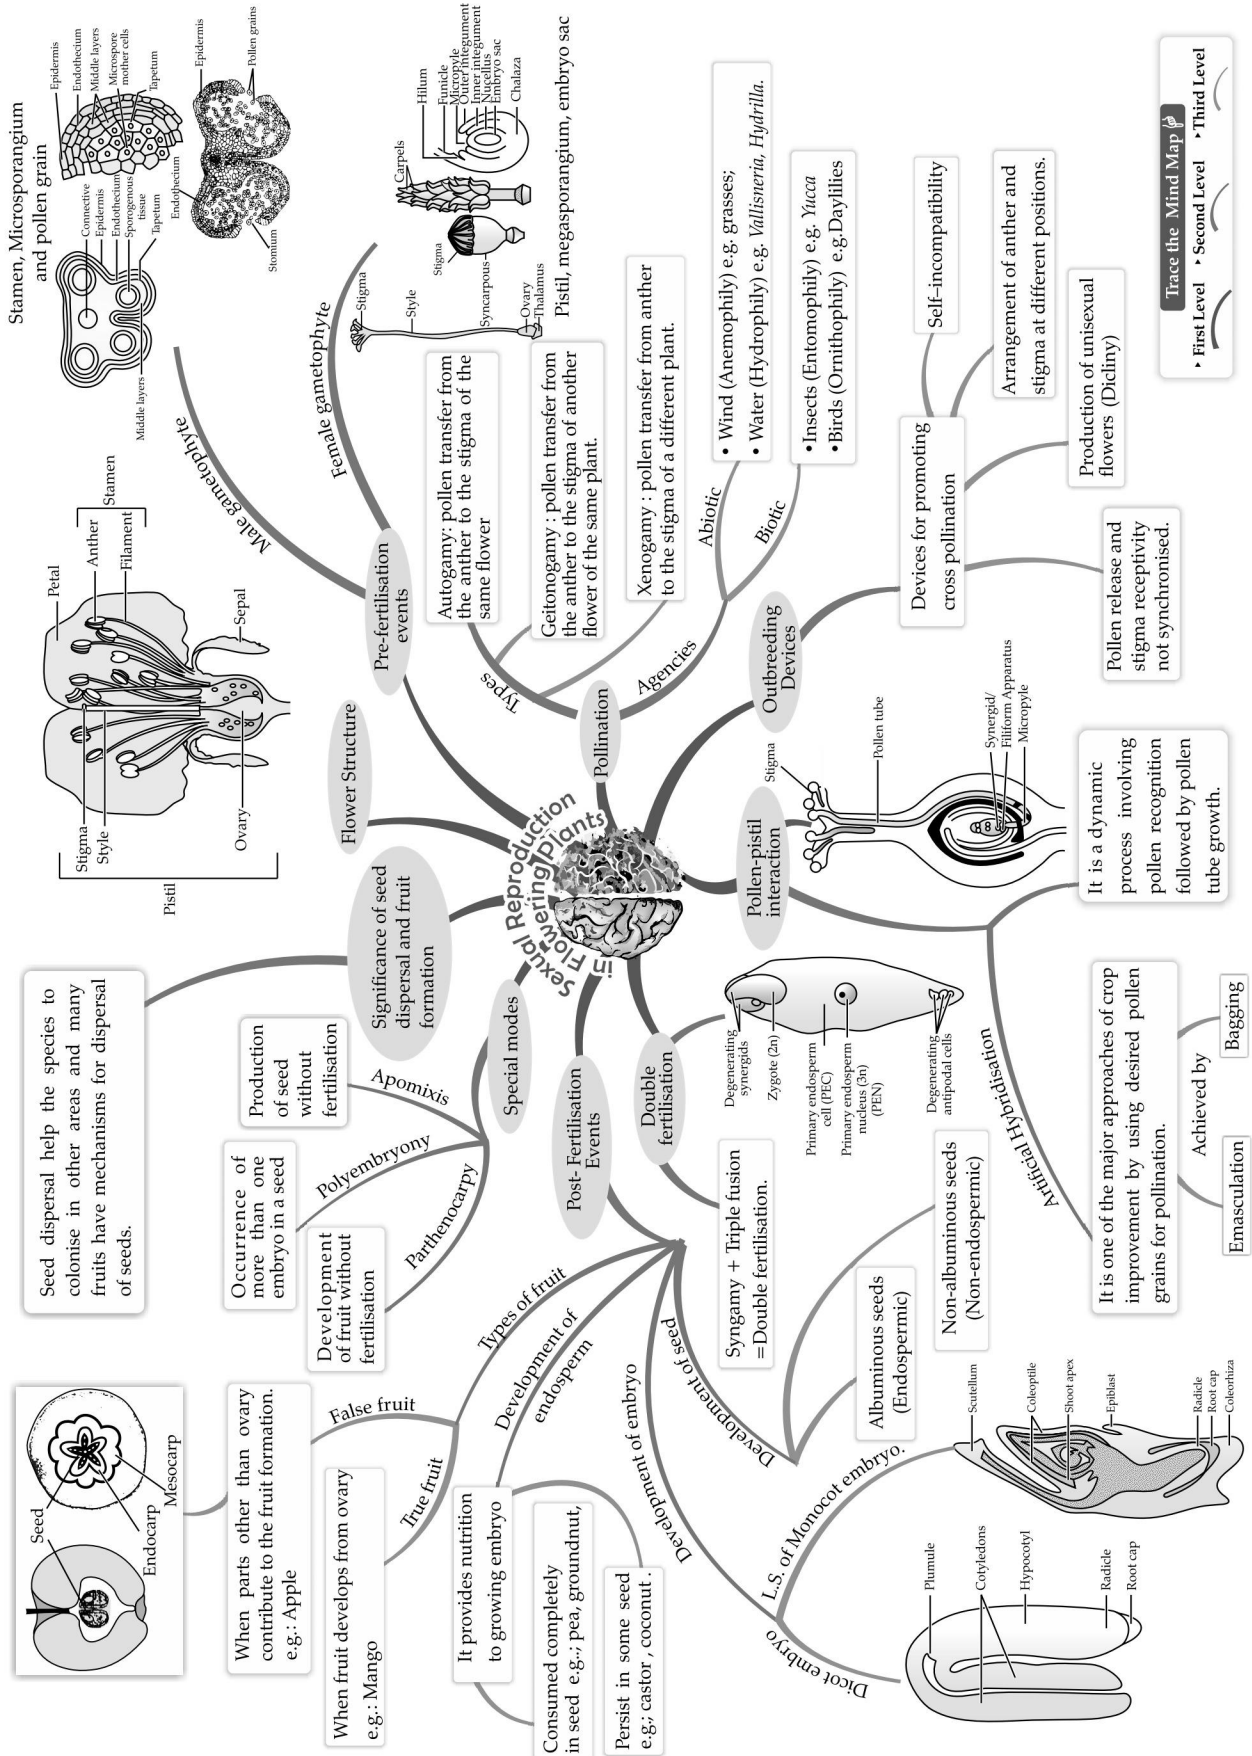 Sexual Reproduction
in Flowering Plants
Flower Structure
Pistil
Stigma
Style
Ovary
Petal
Anther
Filament
Stamen
Sepal
Pre-fertilisation
events
Male gametophyte
Stamen, Microsporangium
and pollen grain
Connective
Epidermis
Endothecium
Sporogenous
tissue
Tapetum
Middle layers
Epidermis
Endothecium
Middle layers
Microspore
mother cells
Tapetum
Endothecium
Stomium
Epidermis
Pollen grains
Female gametophyte
Stigma
Style
Syncarpous
Ovary
Thalamus
Stigma
Carpels
Hilum
Funicle
Micropyle
Outer integument
Inner integument
Nucellus
Embryo sac
Chalaza
Pistil, megasporangium, embryo sac
Pollination
Types
Autogamy: pollen transfer from
the anther to the stigma of the
same flower
Geitonogamy : pollen transfer from
the anther to the stigma of another
flower of the same plant.
Xenogamy : pollen transfer from anther
to the stigma of a different plant.
Agencies
Abiotic
• Wind (Anemophily) e.g. grasses;
• Water (Hydrophily) e.g. Vallisneria, Hydrilla.
Biotic
•Insects (Entomophily) e.g. Yucca
•Birds (Ornithophily) e.g.Daylilies
Outbreeding
Devices
Devices for promoting
cross pollination
Self–incompatibility
Arrangement of anther and
stigma at different positions.
Production of unisexual
flowers (Dicliny)
Pollen release and
stigma receptivity
not synchronised.
Trace the Mind Map
▸ First Level ▸ Second Level ▸ Third Level
Pollen-pistil
interaction
Stigma
Pollen tube
Synergid/
Filiform Apparatus
Micropyle
It is a dynamic
process involving
pollen recognition
followed by pollen
tube growth.
Artificial Hybridisation
It is one of the major approaches of crop
improvement by using desired pollen
grains for pollination.
Achieved by
Emasculation
Bagging
Double
fertilisation
Degenerating
synergids
Zygote (2n)
Primary endosperm
cell (PEC)
Primary endosperm
nucleus (3n)
(PEN)
Degenerating
antipodal cells
Syngamy + Triple fusion
=Double fertilisation.
Post- Fertilisation
Events
Types of fruit
False fruit
When parts other than ovary
contribute to the fruit formation.
e.g.: Apple
Seed
Endocarp
Mesocarp
True fruit
When fruit develops from ovary
e.g.: Mango
Development of
endosperm
It provides nutrition
to growing embryo
Consumed completely
in seed e.g..; pea, groundnut,
Persist in some seed
e.g.; castor , coconut .
Development of embryo
Dicot embryo
Plumule
Cotyledons
Hypocotyl
Radicle
Root cap
L.S. of Monocot embryo.
Scutellum
Coleoptile
Shoot apex
Epiblast
Radicle
Root cap
Coleorhiza
Development of seed
Albuminous seeds
(Endospermic)
Non-albuminous seeds
(Non-endospermic)
Special modes
Apomixis
Production
of seed
without
fertilisation
Polyembryony
Occurrence of
more than one
embryo in a seed
Parthenocarpy
Development
of fruit without
fertilisation
Significance of seed
dispersal and fruit
formation
Seed dispersal help the species to
colonise in other areas and many
fruits have mechanisms for dispersal
of seeds.